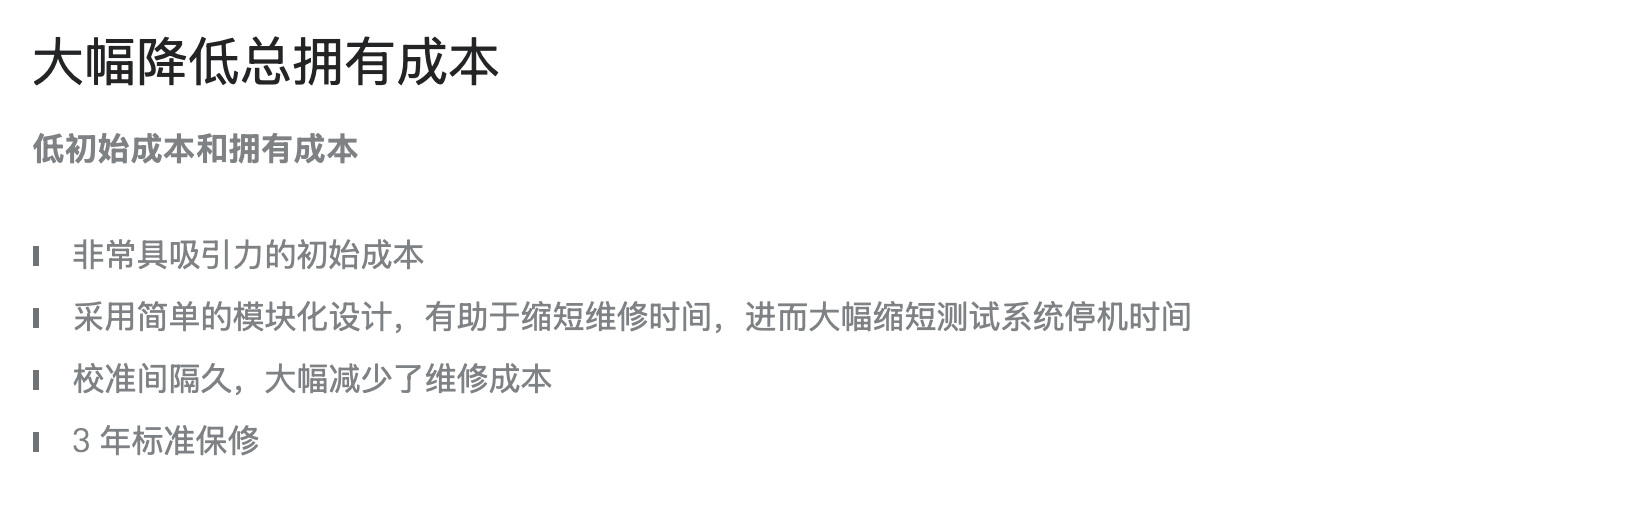 大幅降低总拥有成本
低初始成本和拥有成本
非常具吸引力的初始成本
采用简单的模块化设计，有助于缩短维修时间，进而大幅缩短测试系统停机时间
校准间隔久，大幅减少了维修成本
3 年标准保修